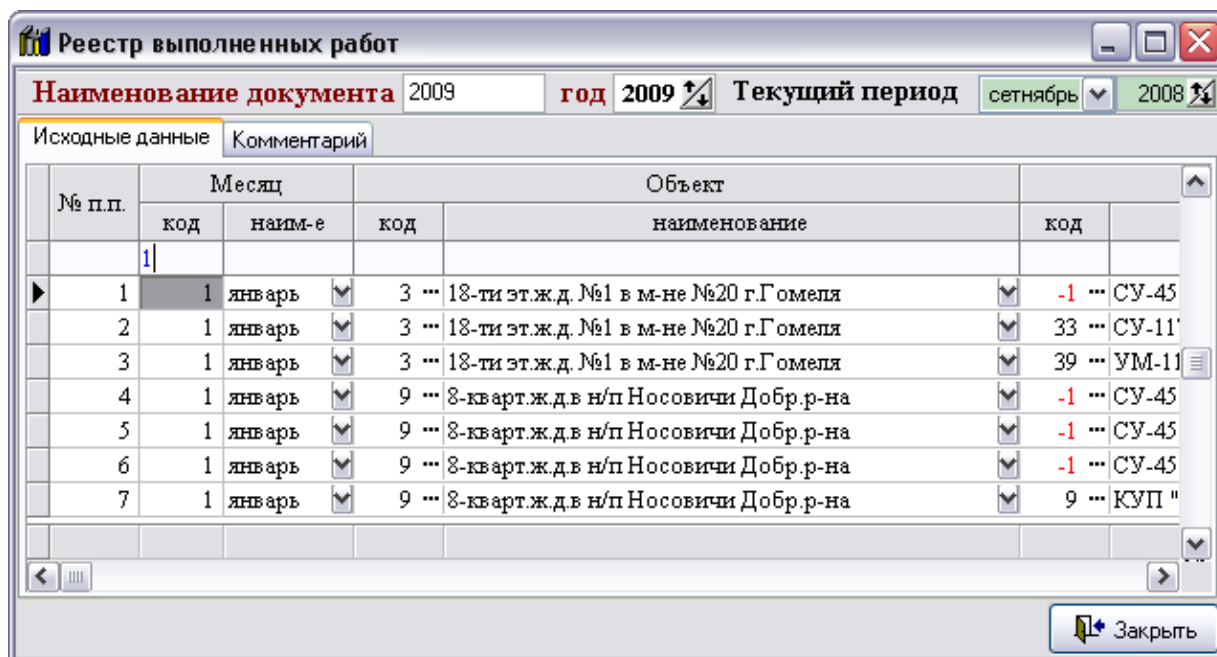 Реестр выполненных работ
Наименование документа 2009 год 2009 Текущий период сетнябрь 2008
Исходные данные Комментарий
№ п.п. Месяц Объект
код наим-е код наименование код
1
1 1 январь 3 ... 18-ти эт.ж.д. №1 в м-не №20 г.Гомеля -1 ... СУ-45
2 1 январь 3 ... 18-ти эт.ж.д. №1 в м-не №20 г.Гомеля 33 ... СУ-117
3 1 январь 3 ... 18-ти эт.ж.д. №1 в м-не №20 г.Гомеля 39 ... УМ-11
4 1 январь 9 ... 8-кварт.ж.д.в н/п Носовичи Добр.р-на -1 ... СУ-45
5 1 январь 9 ... 8-кварт.ж.д.в н/п Носовичи Добр.р-на -1 ... СУ-45
6 1 январь 9 ... 8-кварт.ж.д.в н/п Носовичи Добр.р-на -1 ... СУ-45
7 1 январь 9 ... 8-кварт.ж.д.в н/п Носовичи Добр.р-на 9 ... КУП "
Закрыть